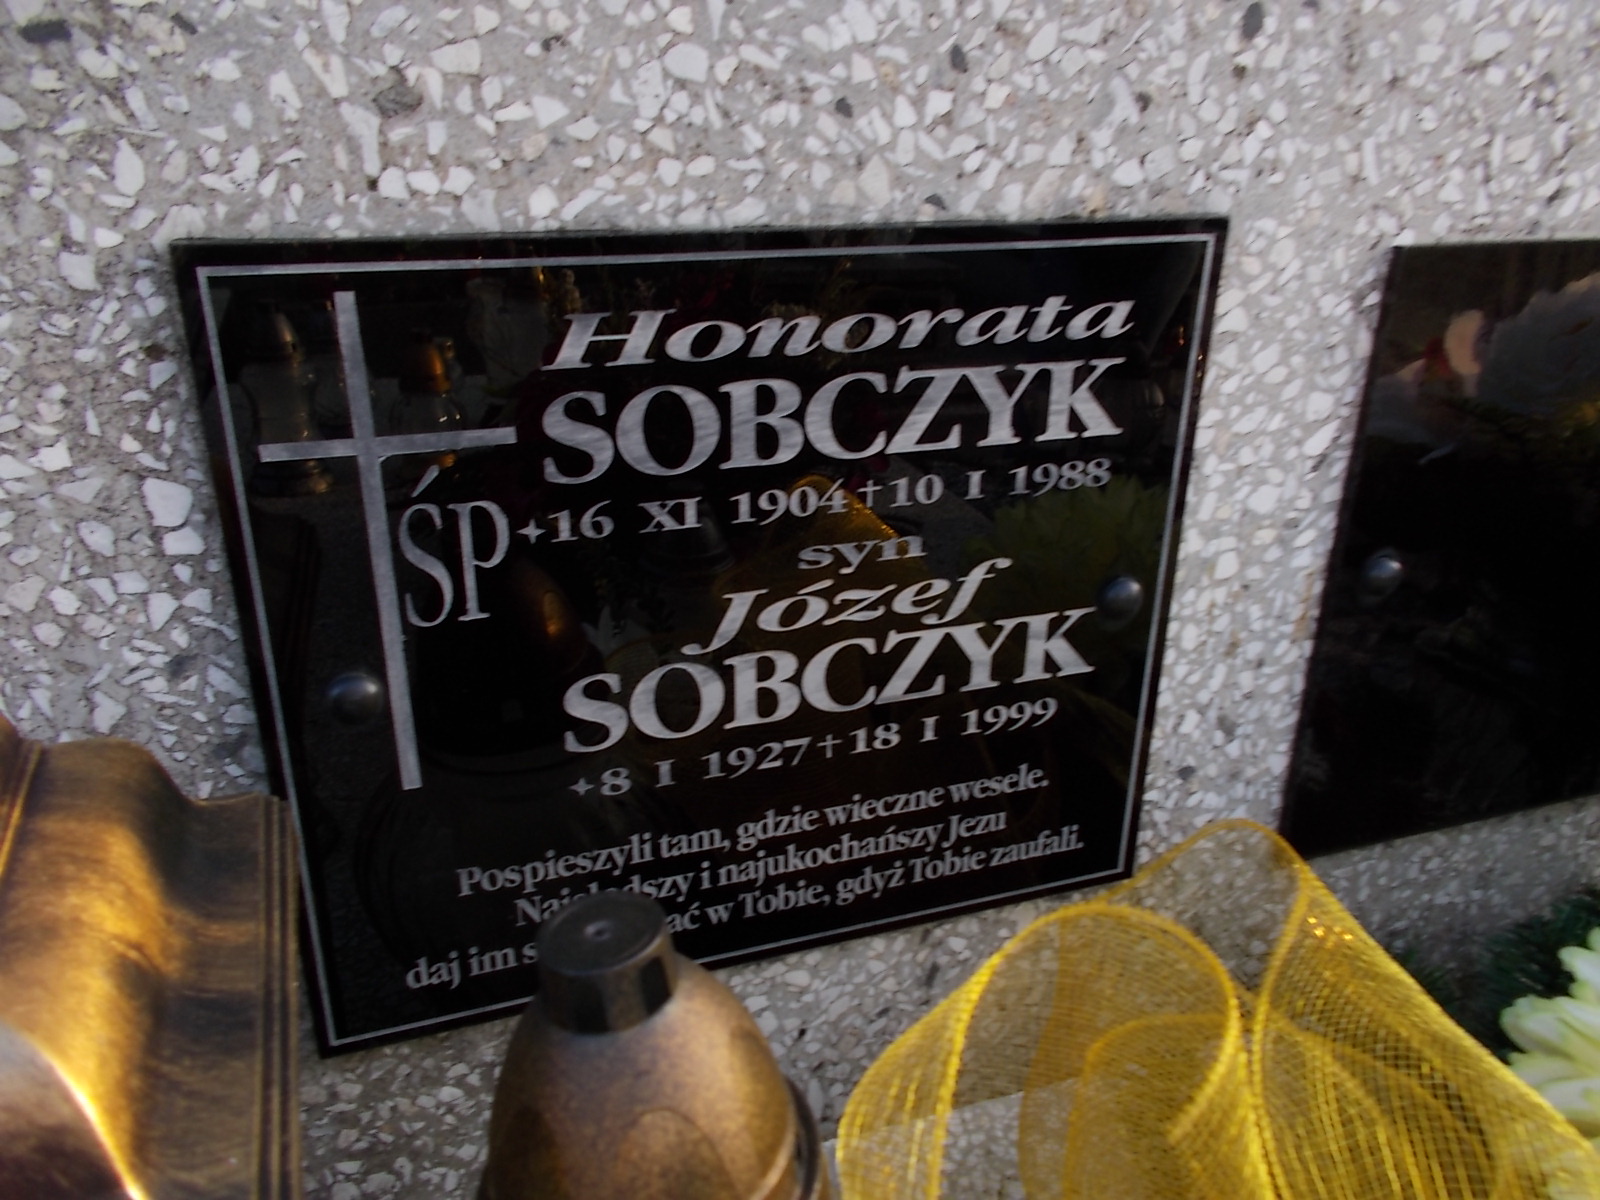 Honorata
SOBCZYK
ŚP +16 XI 1904 †10 I 1988
syn
Józef
SOBCZYK
+8 I 1927 †18 I 1999
Pospieszyli tam, gdzie wieczne wesele.
i najukochańszy Jezu
daj im w Tobie, gdyż Tobie zaufali.